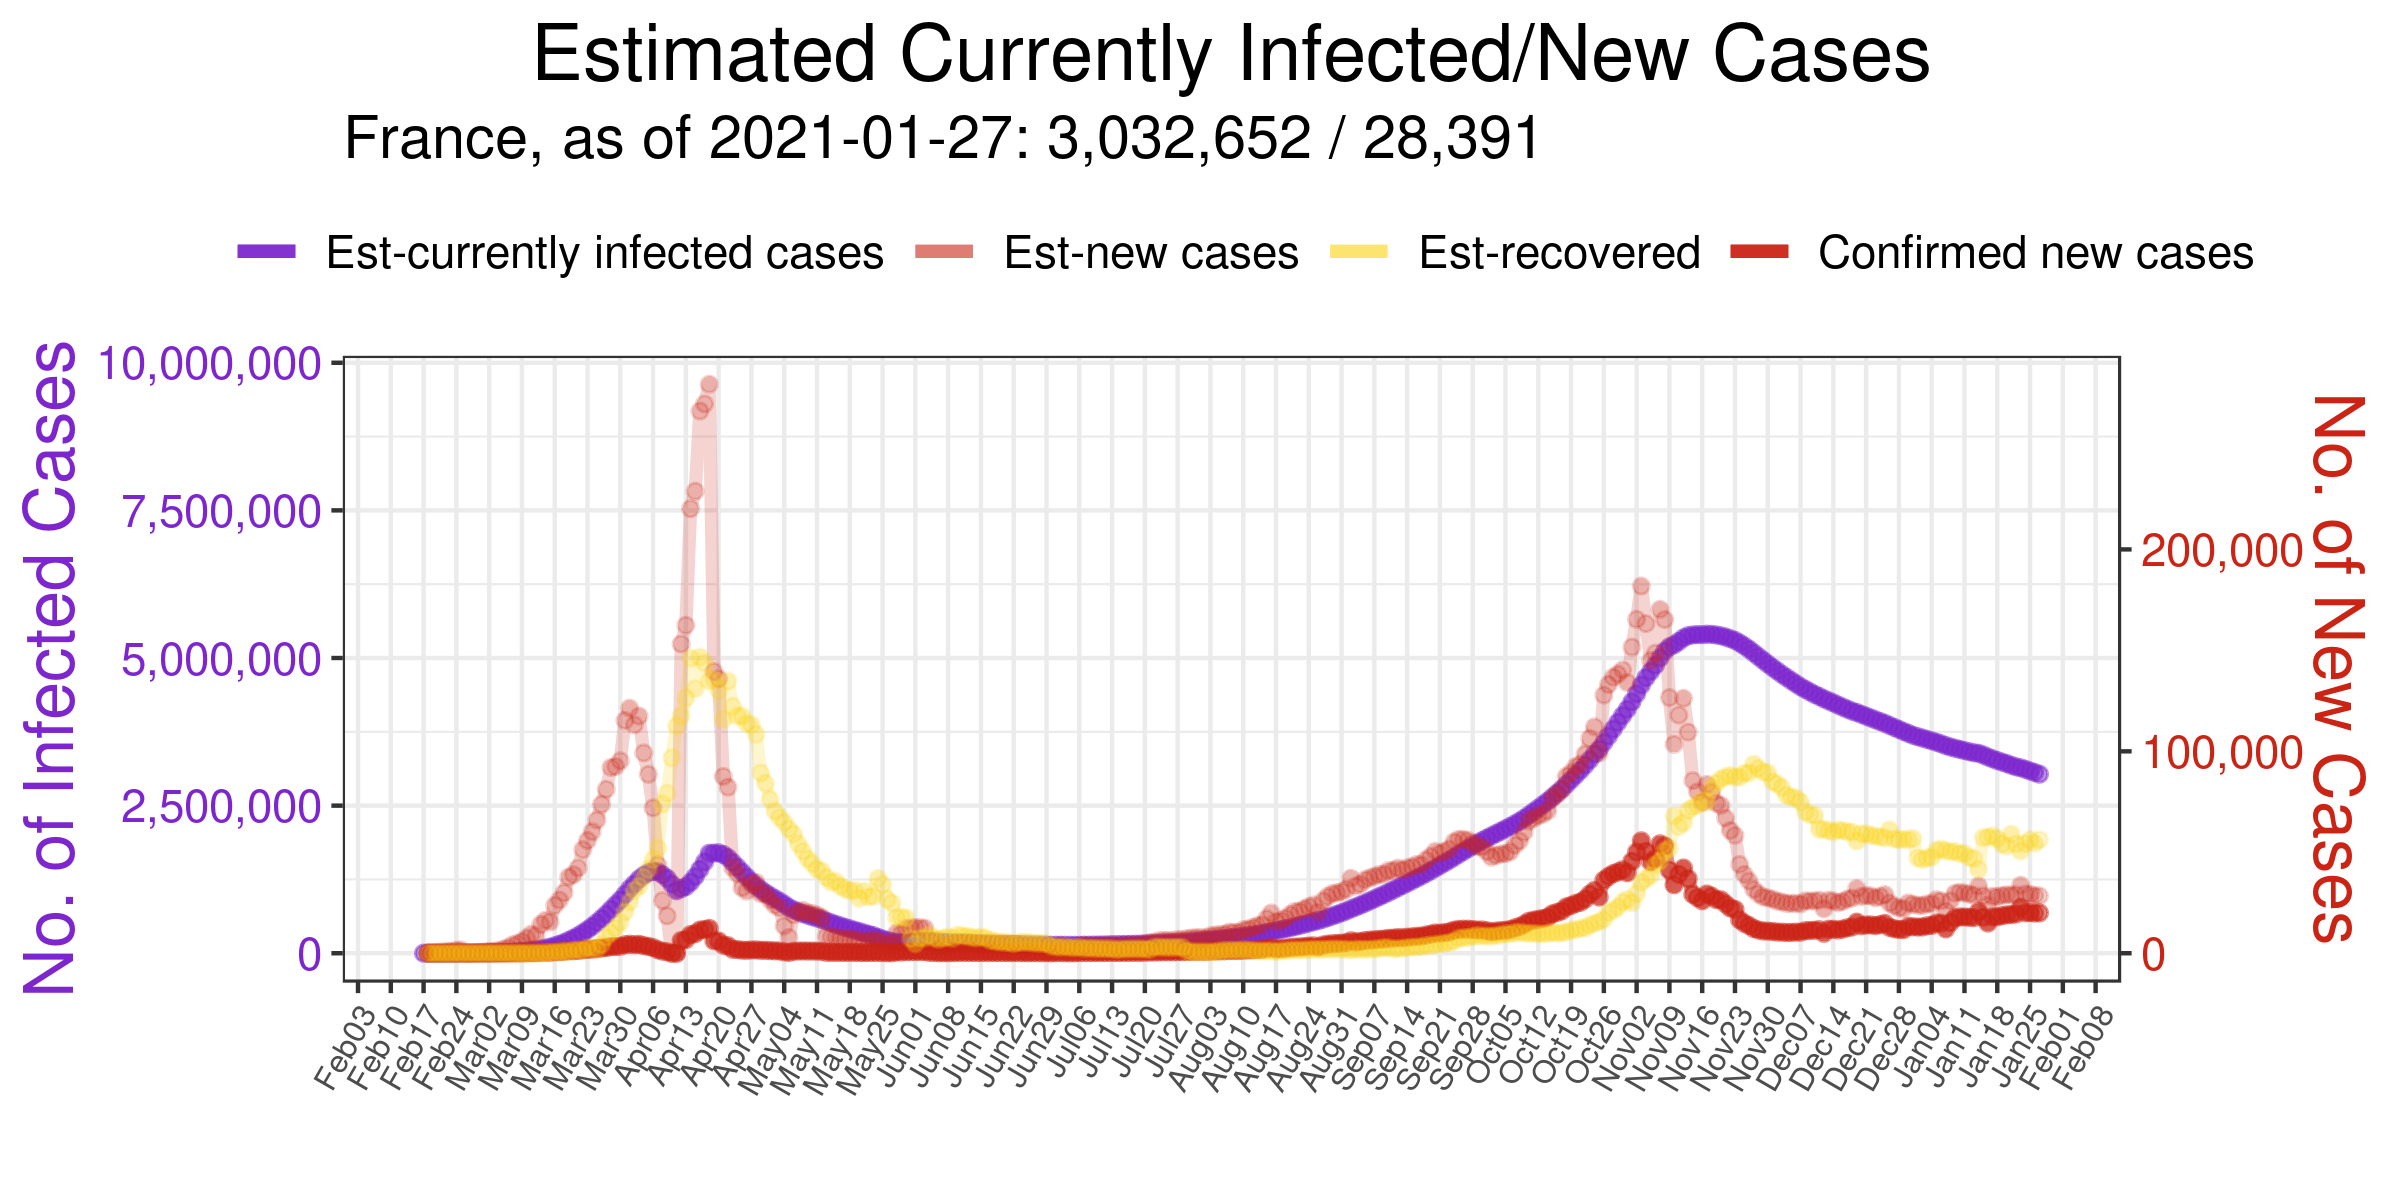 Estimated Currently Infected/New Cases
France, as of 2021-01-27: 3,032,652 / 28,391
Est-currently infected cases
Est-new cases
Est-recovered
Confirmed new cases
No. of Infected Cases
10,000,000
7,500,000
5,000,000
2,500,000
0
200,000
100,000
0
No. of New Cases
Feb03
Feb10
Feb17
Feb24
Mar02
Mar09
Mar16
Mar23
Mar30
Apr06
Apr13
Apr20
Apr27
May04
May11
May18
May25
Jun01
Jun08
Jun15
Jun22
Jun29
Jul06
Jul13
Jul20
Jul27
Aug03
Aug10
Aug17
Aug24
Aug31
Sep07
Sep14
Sep21
Sep28
Oct05
Oct12
Oct19
Oct26
Nov02
Nov09
Nov16
Nov23
Nov30
Dec07
Dec14
Dec21
Dec28
Jan04
Jan11
Jan18
Jan25
Feb01
Feb08